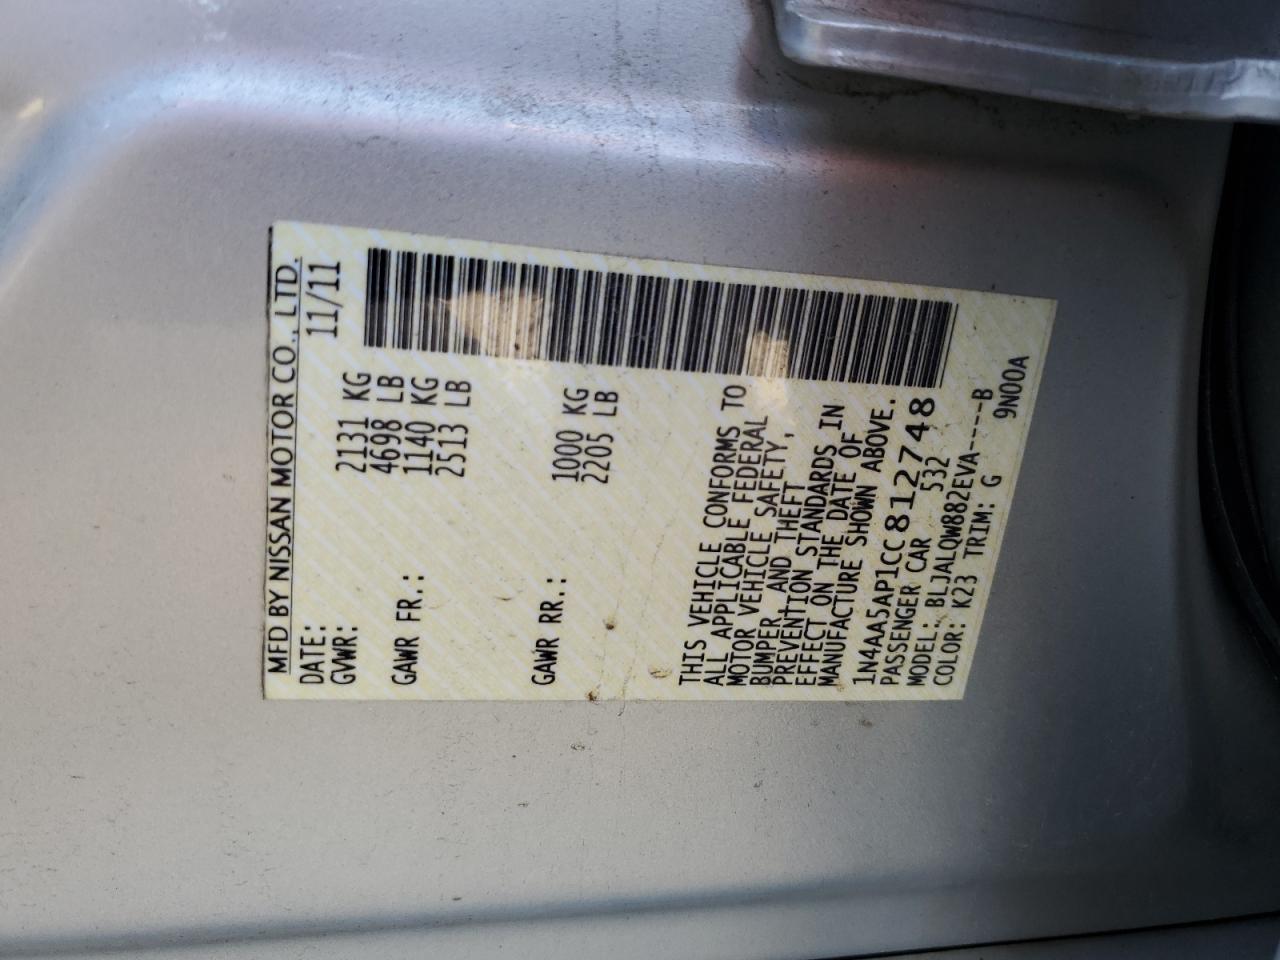 MFD BY NISSAN MOTOR CO., LTD.
DATE: 11/11
GVWR: 2131 KG
4698 LB
GAWR FR.: 1140 KG
2513 LB
GAWR RR.: 1000 KG
2205 LB
THIS VEHICLE CONFORMS TO
ALL APPLICABLE FEDERAL
MOTOR VEHICLE SAFETY,
BUMPER AND THEFT
PREVENTION STANDARDS IN
EFFECT ON THE DATE OF
MANUFACTURE SHOWN ABOVE.
1N4AA5AP1CC812748
PASSENGER CAR 532
MODEL: BLJALQW882EVA-----B
COLOR: K23 TRIM: G 9N00A